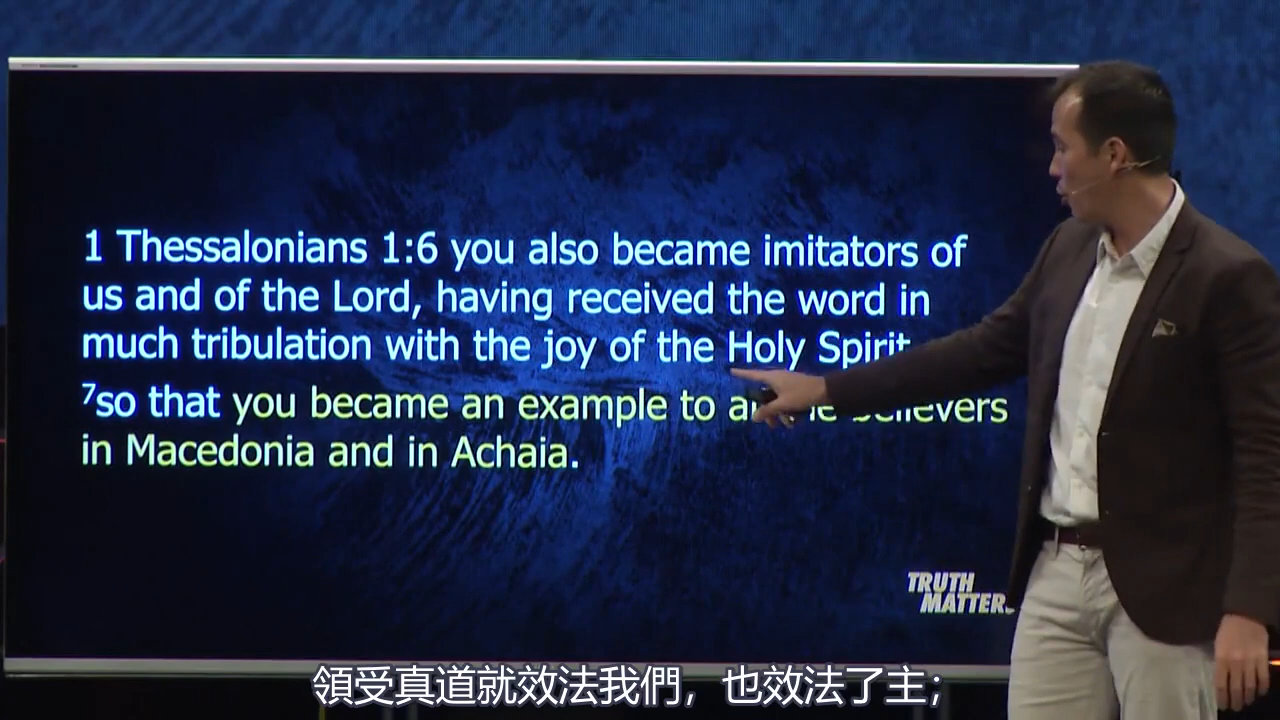 1 Thessalonians 1:6 you also became imitators of
us and of the Lord, having received the word in
much tribulation with the joy of the Holy Spirit
7so that you became an example to believers
in Macedonia and in Achaia.
TRUTH
MATTER
領受真道就效法我們，也效法了主；